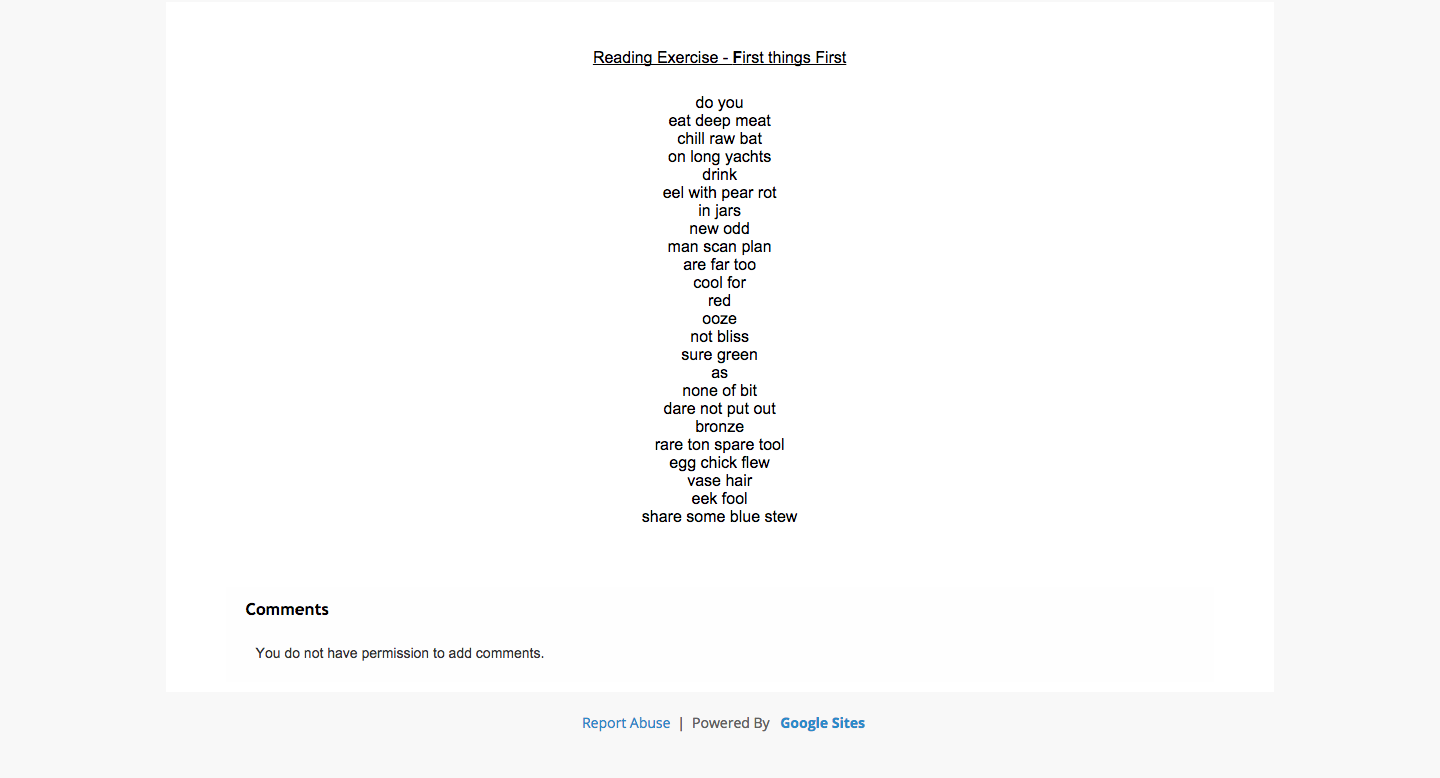 Reading Exercise - First things First
do you
eat deep meat
chill raw bat
on long yachts
drink
eel with pear rot
in jars
new odd
man scan plan
are far too
cool for
red
ooze
not bliss
sure green
as
none of bit
dare not put out
bronze
rare ton spare tool
egg chick flew
vase hair
eek fool
share some blue stew
Comments
You do not have permission to add comments.
Report Abuse | Powered By Google Sites